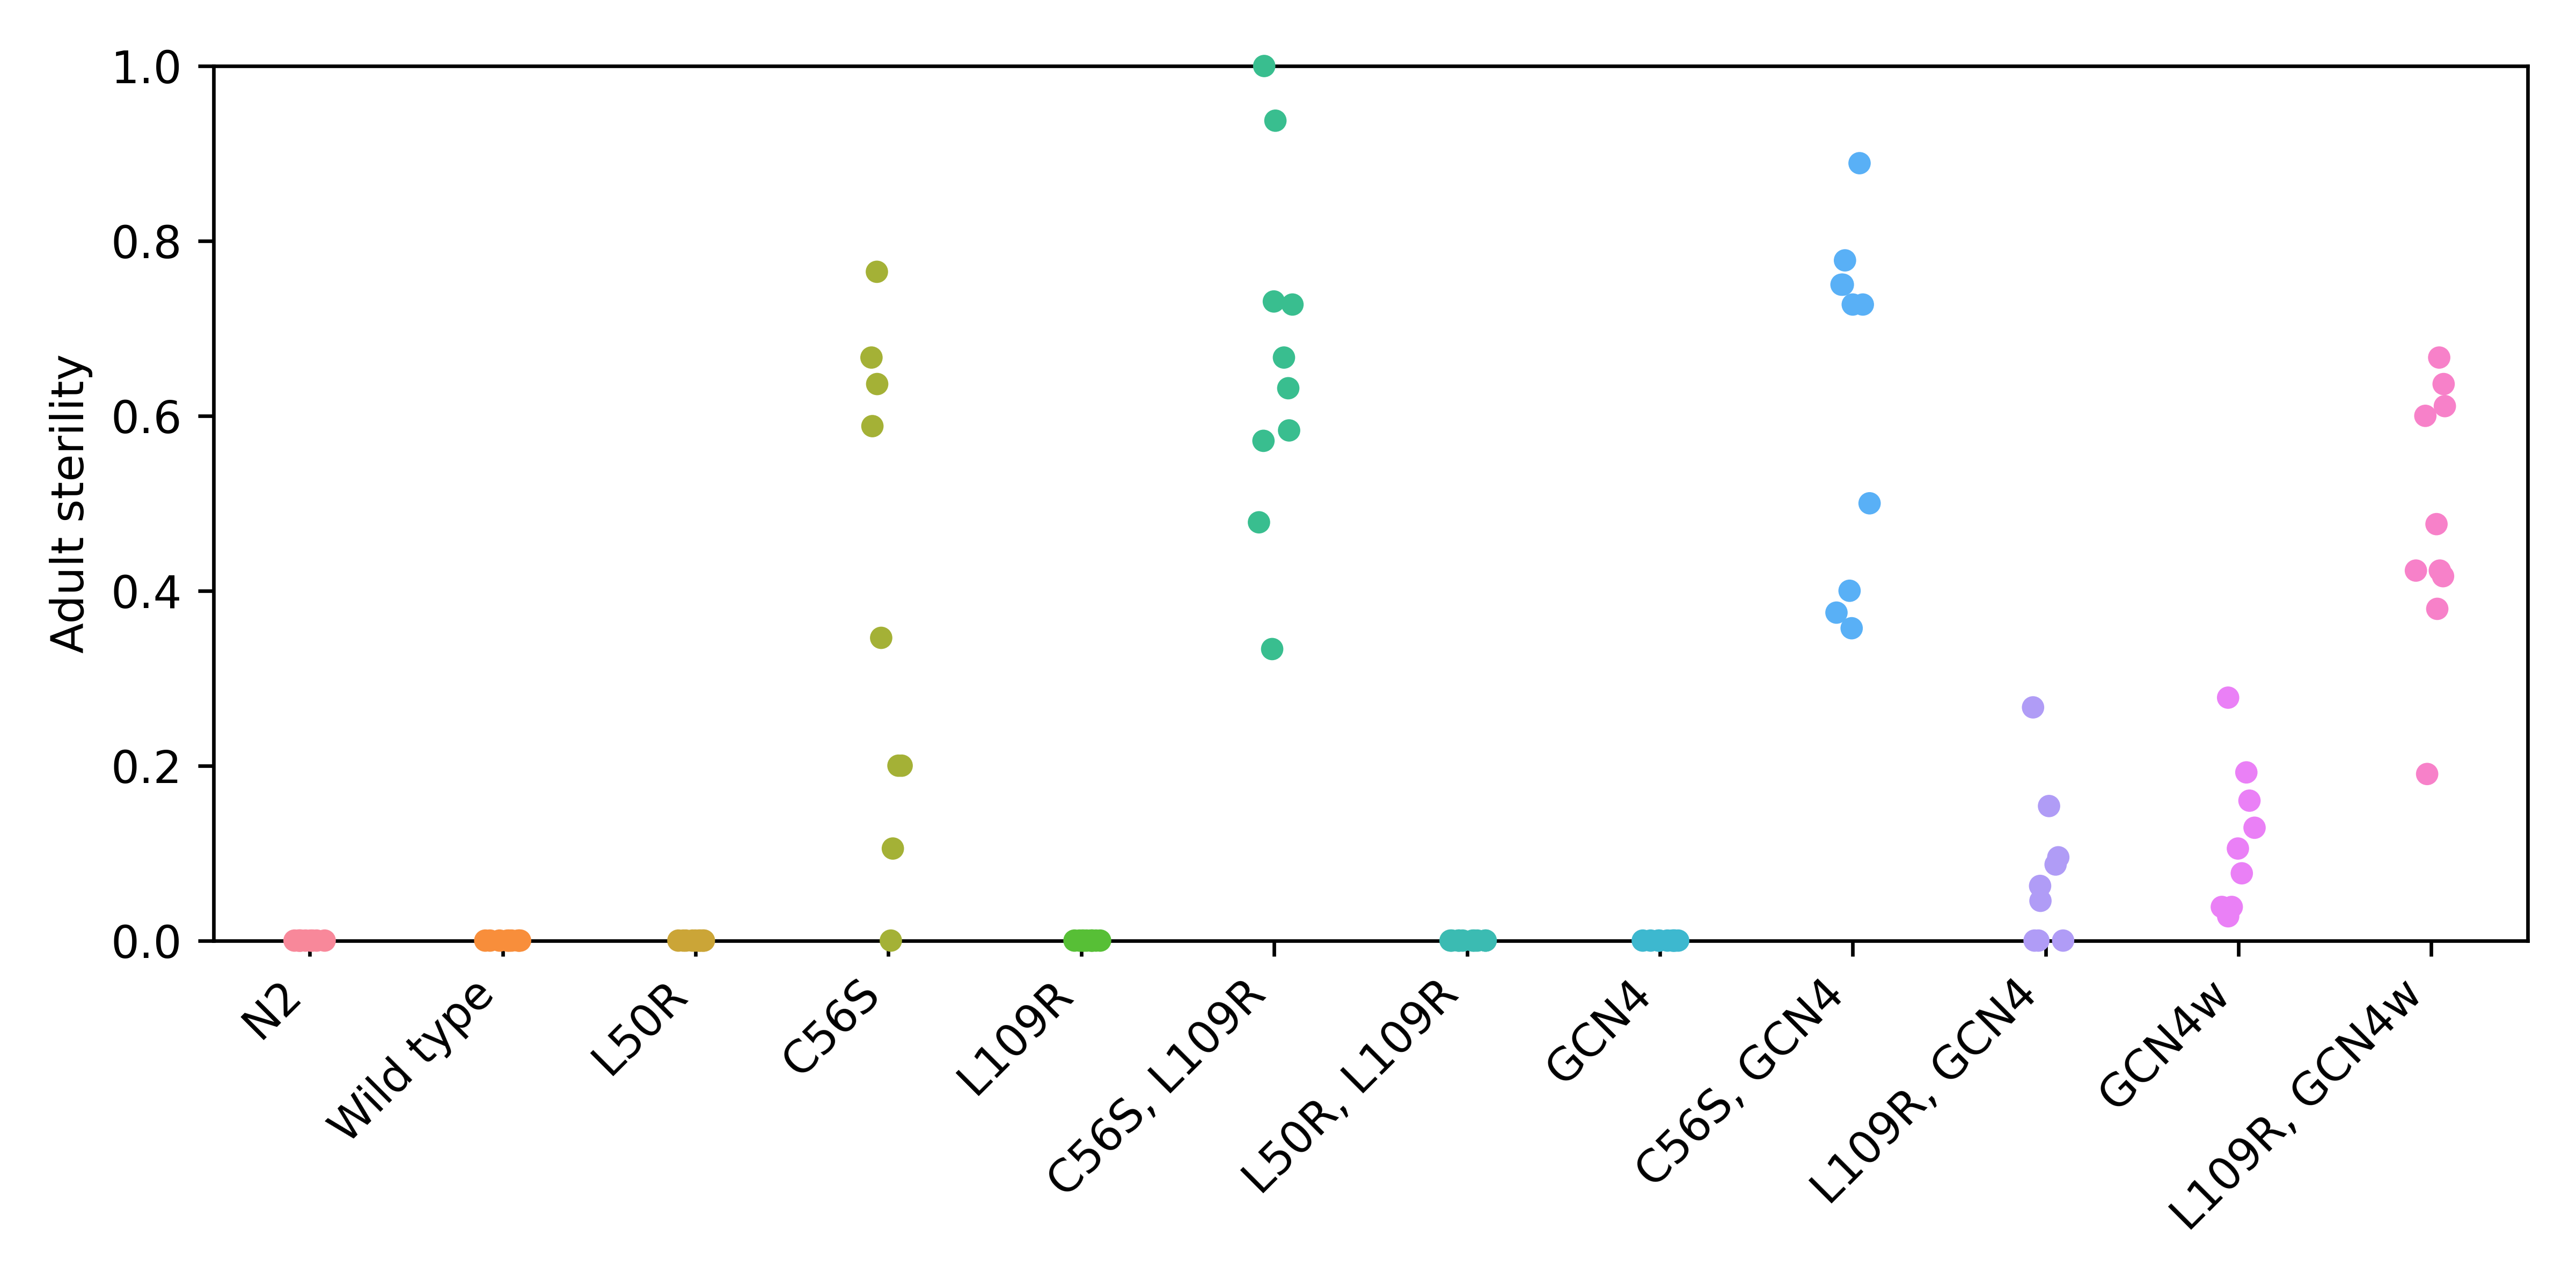 Adult sterility
1.0
0.8
0.6
0.4
0.2
0.0
N2
Wild type
L50R
C56S
L109R
C56S, L109R
L50R, L109R
GCN4
C56S, GCN4
L109R, GCN4
GCN4w
L109R, GCN4w